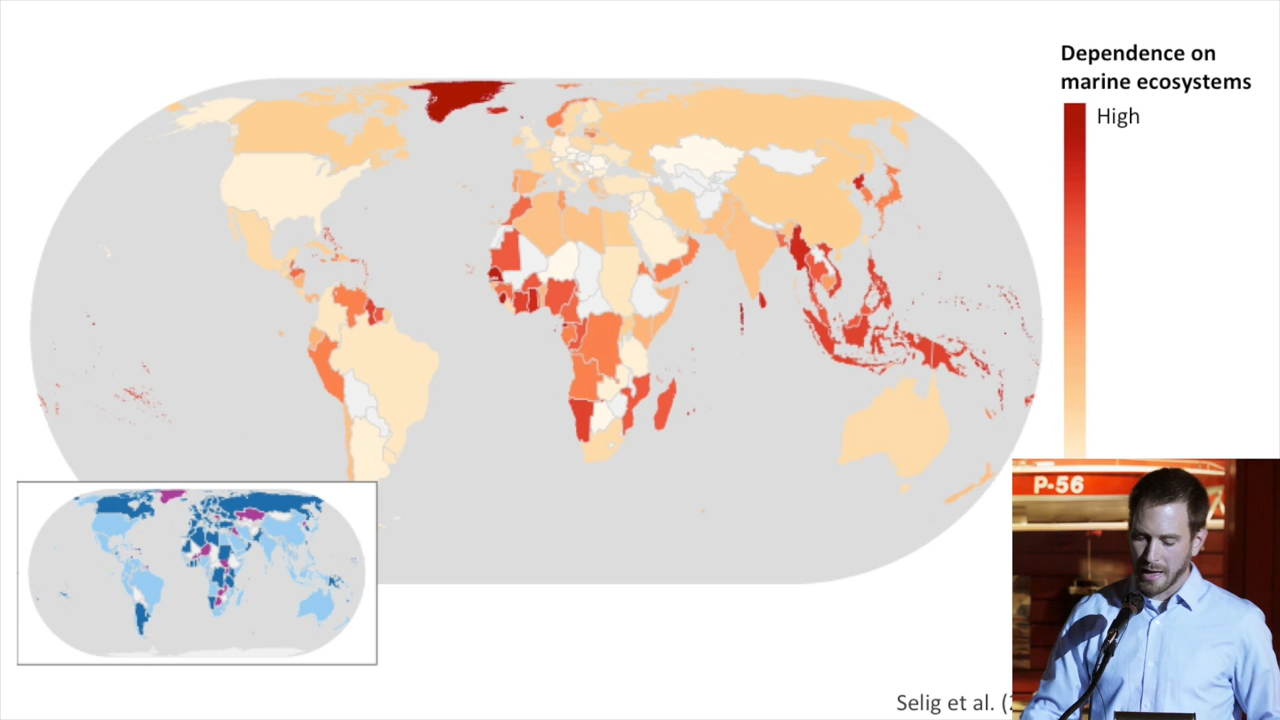 Dependence on
marine ecosystems
High
P-56
Selig et al. (